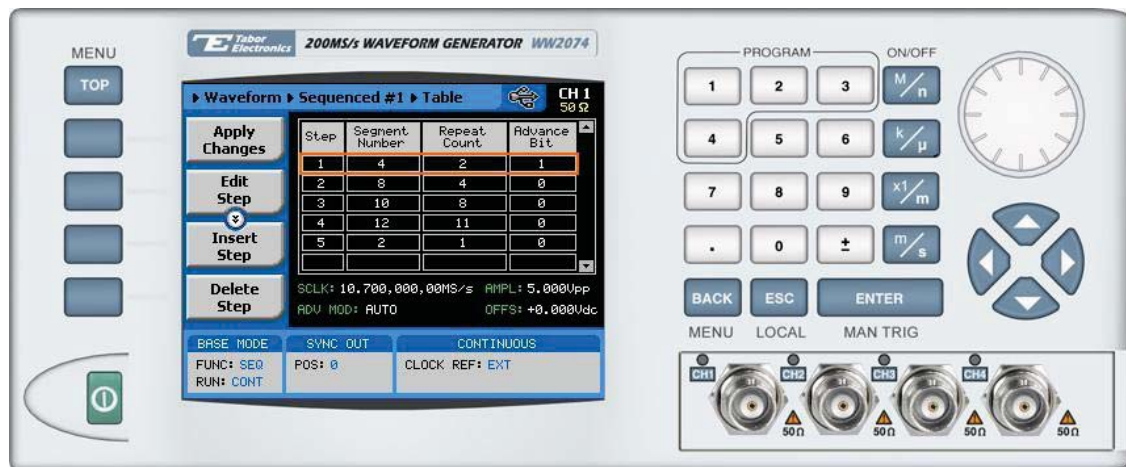 MENU
TOP
Tabor Electronics
200MS/s WAVEFORM GENERATOR WW2074
Waveform Sequenced #1 Table
CH 1
50 Ω
Apply Changes
Edit Step
Insert Step
Delete Step
Step Segment Number Repeat Count Advance Bit
1 4 2 1
2 8 4 0
3 10 8 0
4 12 11 0
5 2 1 0
SCLK: 10.700,000,00MS/s AMPL: 5.000Vpp
ADV MOD: AUTO OFFS: +0.000Vdc
BASE MODE SYNC OUT CONTINUOUS
FUNC: SEQ POS: 0 CLOCK REF: EXT
RUN: CONT
PROGRAM ON/OFF
1 2 3 M/n
4 5 6 k/µ
7 8 9 x1/m
. 0 ± m/s
BACK ESC ENTER
MENU LOCAL MAN TRIG
CH1 CH2 CH3 CH4
50 Ω 50 Ω 50 Ω 50 Ω